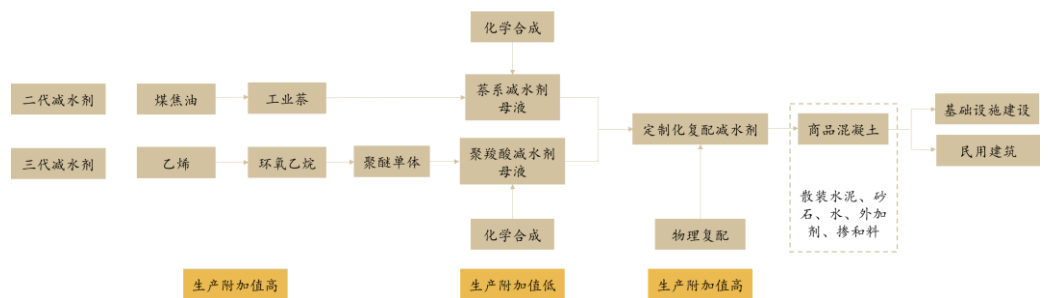 化学合成
二代减水剂
煤焦油
工业萘
萘系减水剂
母液
三代减水剂
乙烯
环氧乙烷
聚醚单体
聚羧酸减水剂
母液
化学合成
定制化复配减水剂
物理复配
商品混凝土
散装水泥、砂
石、水、外加
剂、掺和料
基础设施建设
民用建筑
生产附加值高
生产附加值低
生产附加值高